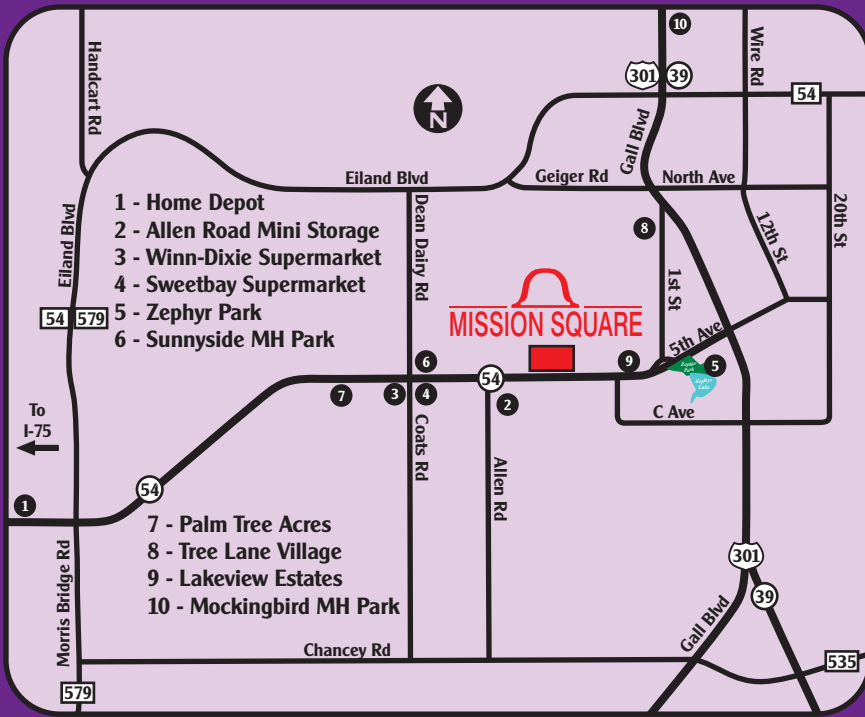 10
Handcart Rd
Wire Rd
301
39
54
N
Gall Blvd
Eiland Blvd
Geiger Rd
North Ave
1 - Home Depot
2 - Allen Road Mini Storage
3 - Winn-Dixie Supermarket
4 - Sweetbay Supermarket
5 - Zephyr Park
6 - Sunnyside MH Park
Eiland Blvd
Dean Dairy Rd
8
12th St
20th St
1st St
54 579
MISSION SQUARE
5th Ave
6
9
Zephyr
Park
5
7
3
4
54
2
Zephyr
Lake
To
I-75
Coats Rd
C Ave
Allen Rd
54
1
7 - Palm Tree Acres
8 - Tree Lane Village
9 - Lakeview Estates
10 - Mockingbird MH Park
Morris Bridge Rd
301
39
Gall Blvd
Chancey Rd
535
579